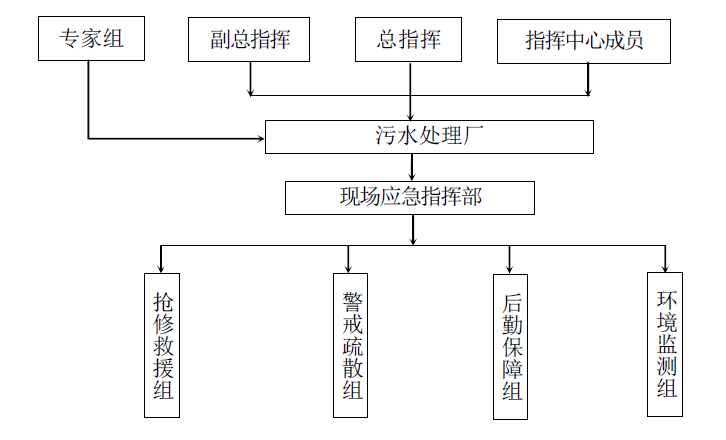 专家组
副总指挥
总指挥
指挥中心成员
污水处理厂
现场应急指挥部
抢修救援组
警戒疏散组
后勤保障组
环境监测组